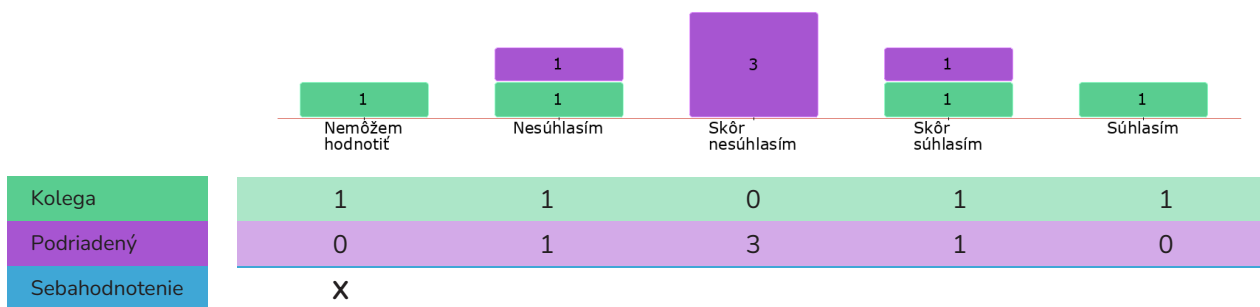 3
1 1
1 1 1 1
Nemôžem Nesúhlasím Skôr Skôr Súhlasím
hodnotiť nesúhlasím súhlasím
Kolega 1 1 0 1 1
Podriadený 0 1 3 1 0
Sebahodnotenie X